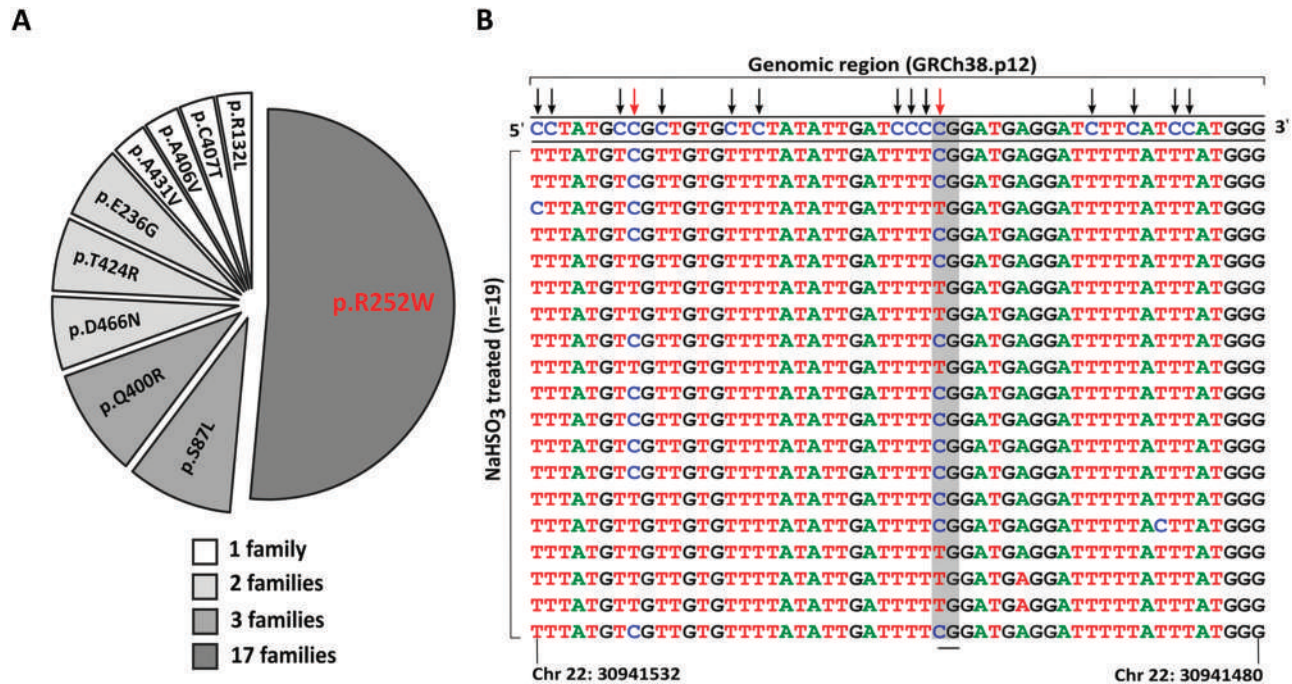 A
p.R132L
p.C407T
p.A406V
p.A431V
p.E236G
p.T424R
p.D466N
p.Q400R
p.S87L
p.R252W
1 family
2 families
3 families
17 families
B
Genomic region (GRCh38.p12)
5' CCTATGCCGCTGTGCTCTATATTGATCCCCGGATGAGGATCTTCATCCATGGG 3'
NaHSO3 treated (n=19)
TTTATGTCGTTGTGTTTTATATTGATTTTCGGATGAGGATTTTTATTTATGGG
TTTATGTCGTTGTGTTTTATATTGATTTTCGGATGAGGATTTTTATTTATGGG
CTTATGTCGTTGTGTTTTATATTGATTTTTGGATGAGGATTTTTATTTATGGG
TTTATGTCGTTGTGTTTTATATTGATTTTCGGATGAGGATTTTTATTTATGGG
TTTATGTTGTTGTGTTTTATATTGATTTTCGGATGAGGATTTTTATTTATGGG
TTTATGTTGTTGTGTTTTATATTGATTTTTGGATGAGGATTTTTATTTATGGG
TTTATGTTGTTGTGTTTTATATTGATTTTTGGATGAGGATTTTTATTTATGGG
TTTATGTCGTTGTGTTTTATATTGATTTTCGGATGAGGATTTTTATTTATGGG
TTTATGTTGTTGTGTTTTATATTGATTTTTGGATGAGGATTTTTATTTATGGG
TTTATGTCGTTGTGTTTTATATTGATTTTCGGATGAGGATTTTTATTTATGGG
TTTATGTCGTTGTGTTTTATATTGATTTTCGGATGAGGATTTTTATTTATGGG
TTTATGTCGTTGTGTTTTATATTGATTTTCGGATGAGGATTTTTATTTATGGG
TTTATGTCGTTGTGTTTTATATTGATTTTCGGATGAGGATTTTTATTTATGGG
TTTATGTTGTTGTGTTTTATATTGATTTTCGGATGAGGATTTTTATTTATGGG
TTTATGTTGTTGTGTTTTATATTGATTTTCGGATGAGGATTTTTACTTATGGG
TTTATGTTGTTGTGTTTTATATTGATTTTTGGATGAGGATTTTTATTTATGGG
TTTATGTTGTTGTGTTTTATATTGATTTTTGGATGAGGATTTTTATTTATGGG
TTTATGTTGTTGTGTTTTATATTGATTTTTGGATGAGGATTTTTATTTATGGG
TTTATGTCGTTGTGTTTTATATTGATTTTCGGATGAGGATTTTTATTTATGGG
Chr 22: 30941532
Chr 22: 30941480